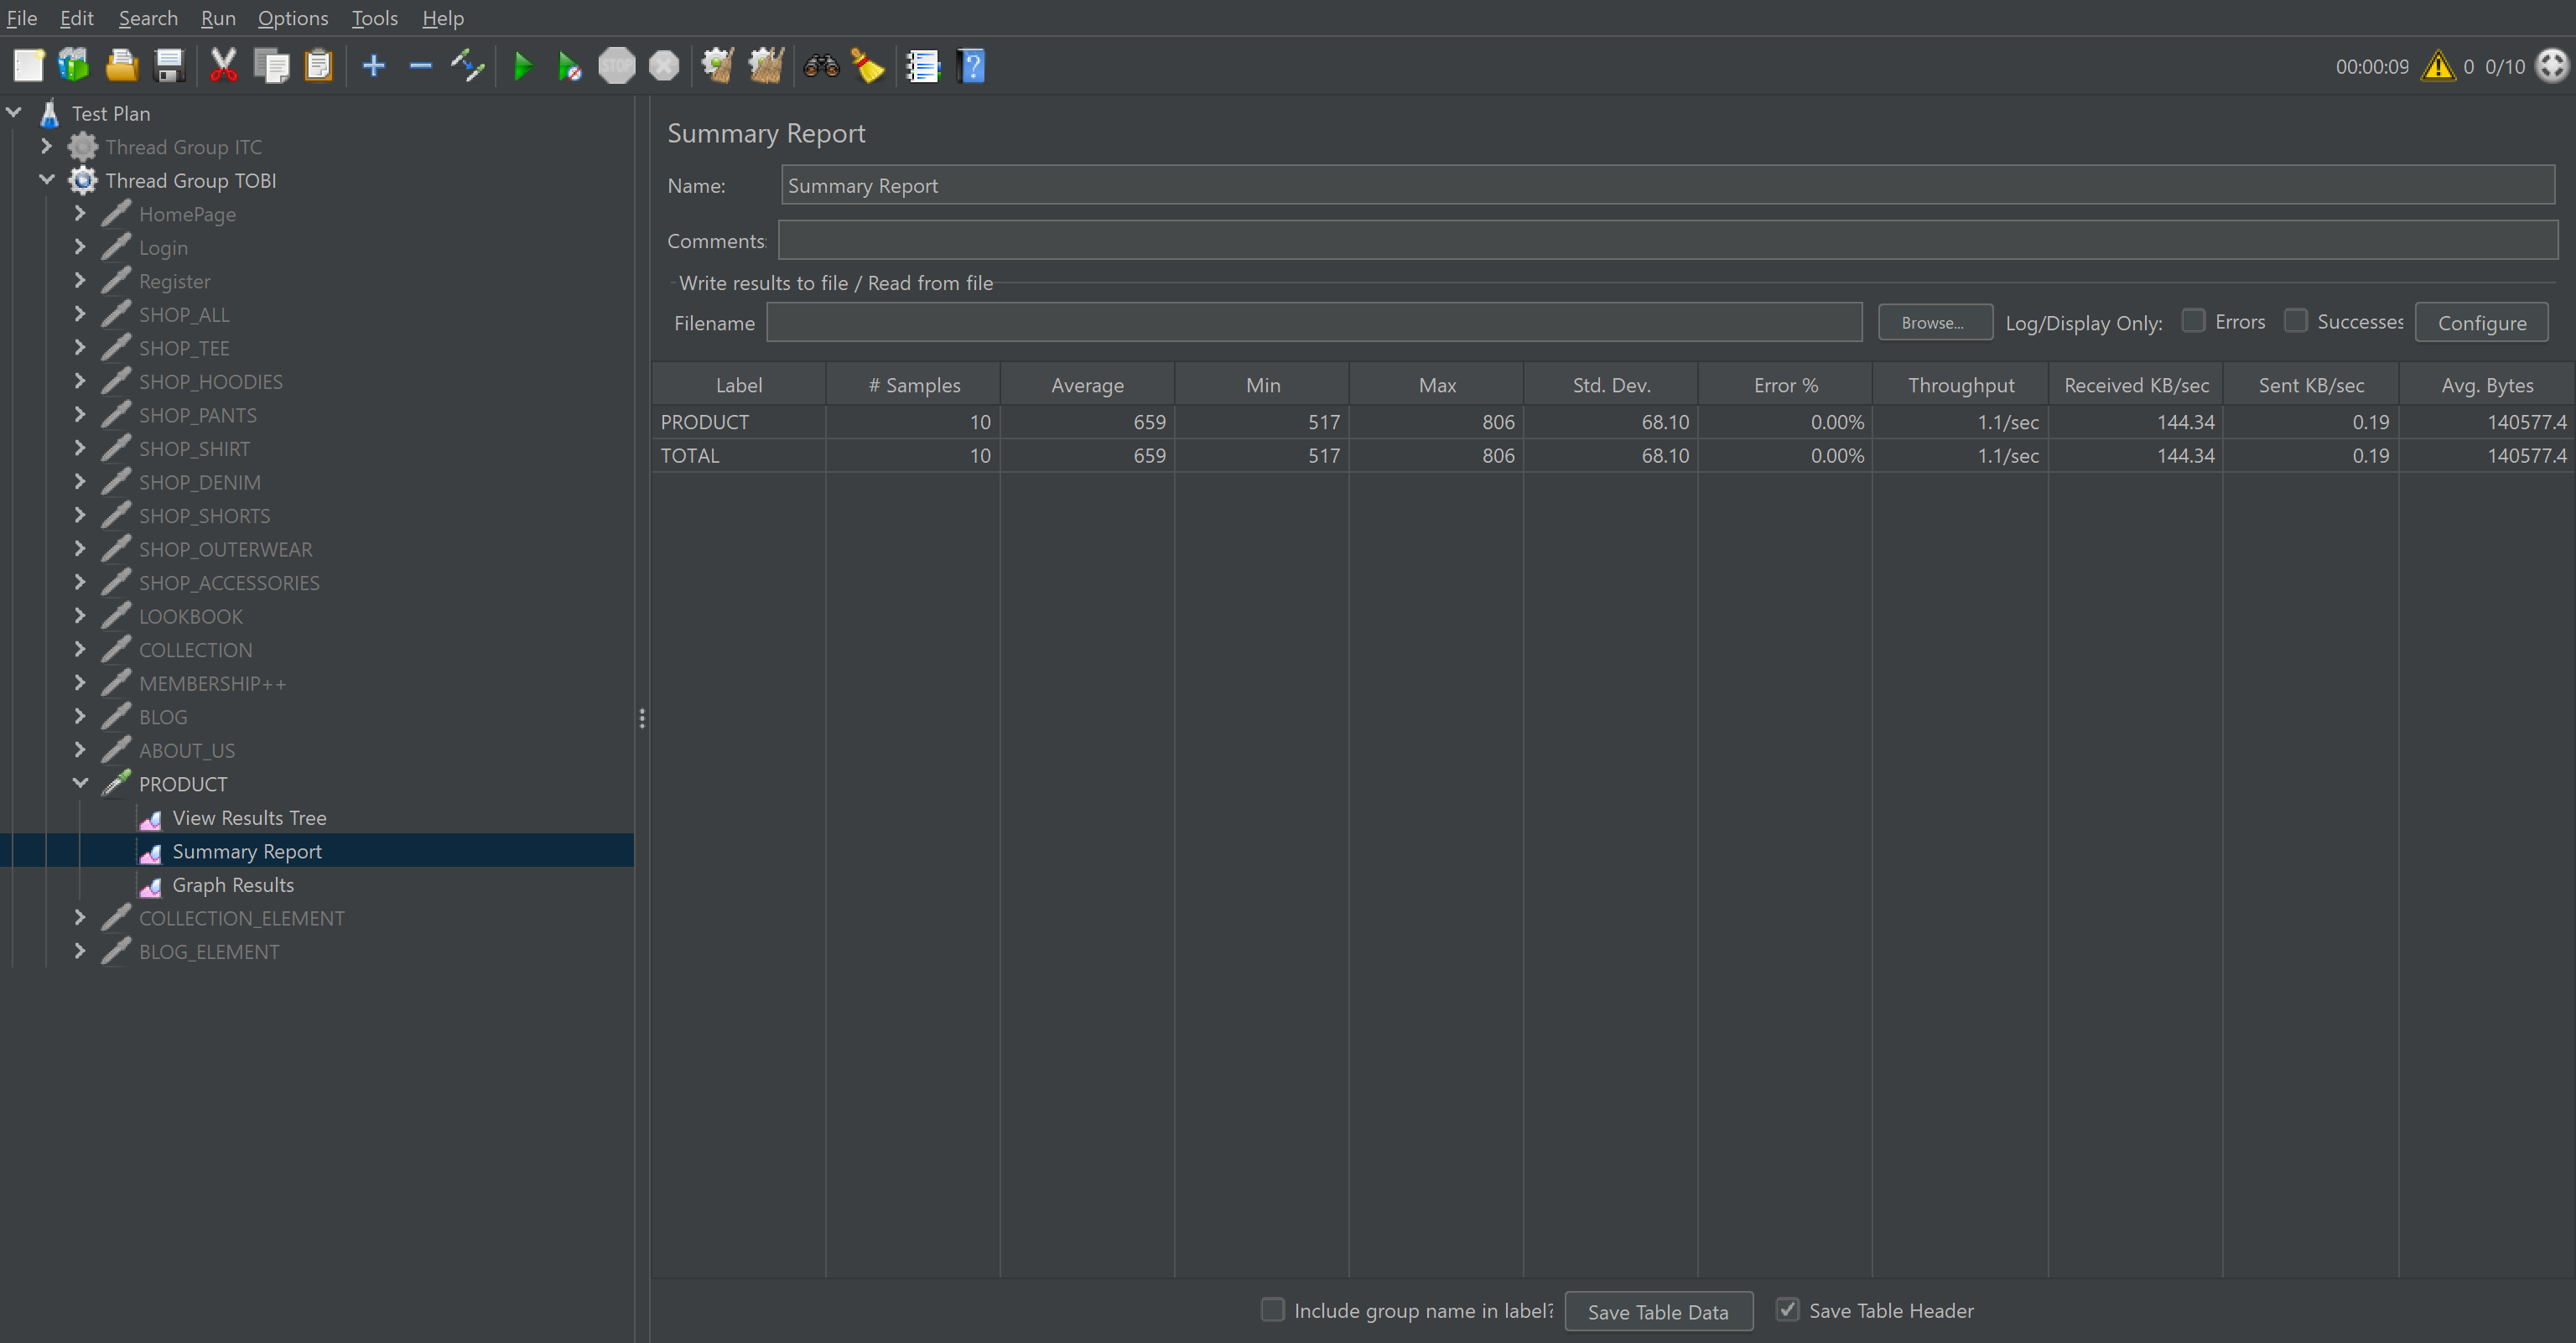 File Edit Search Run Options Tools Help
STOP
00:00:09 0 0/10
Test Plan
Thread Group ITC
Thread Group TOBI
HomePage
Login
Register
SHOP_ALL
SHOP_TEE
SHOP_HOODIES
SHOP_PANTS
SHOP_SHIRT
SHOP_DENIM
SHOP_SHORTS
SHOP_OUTERWEAR
SHOP_ACCESSORIES
LOOKBOOK
COLLECTION
MEMBERSHIP++
BLOG
ABOUT_US
PRODUCT
View Results Tree
Summary Report
Graph Results
COLLECTION_ELEMENT
BLOG_ELEMENT
Summary Report
Name: Summary Report
Comments:
Write results to file / Read from file
Filename Browse... Log/Display Only: Errors Successes Configure
Label # Samples Average Min Max Std. Dev. Error % Throughput Received KB/sec Sent KB/sec Avg. Bytes
PRODUCT 10 659 517 806 68.10 0.00% 1.1/sec 144.34 0.19 140577.4
TOTAL 10 659 517 806 68.10 0.00% 1.1/sec 144.34 0.19 140577.4
Include group name in label? Save Table Data Save Table Header